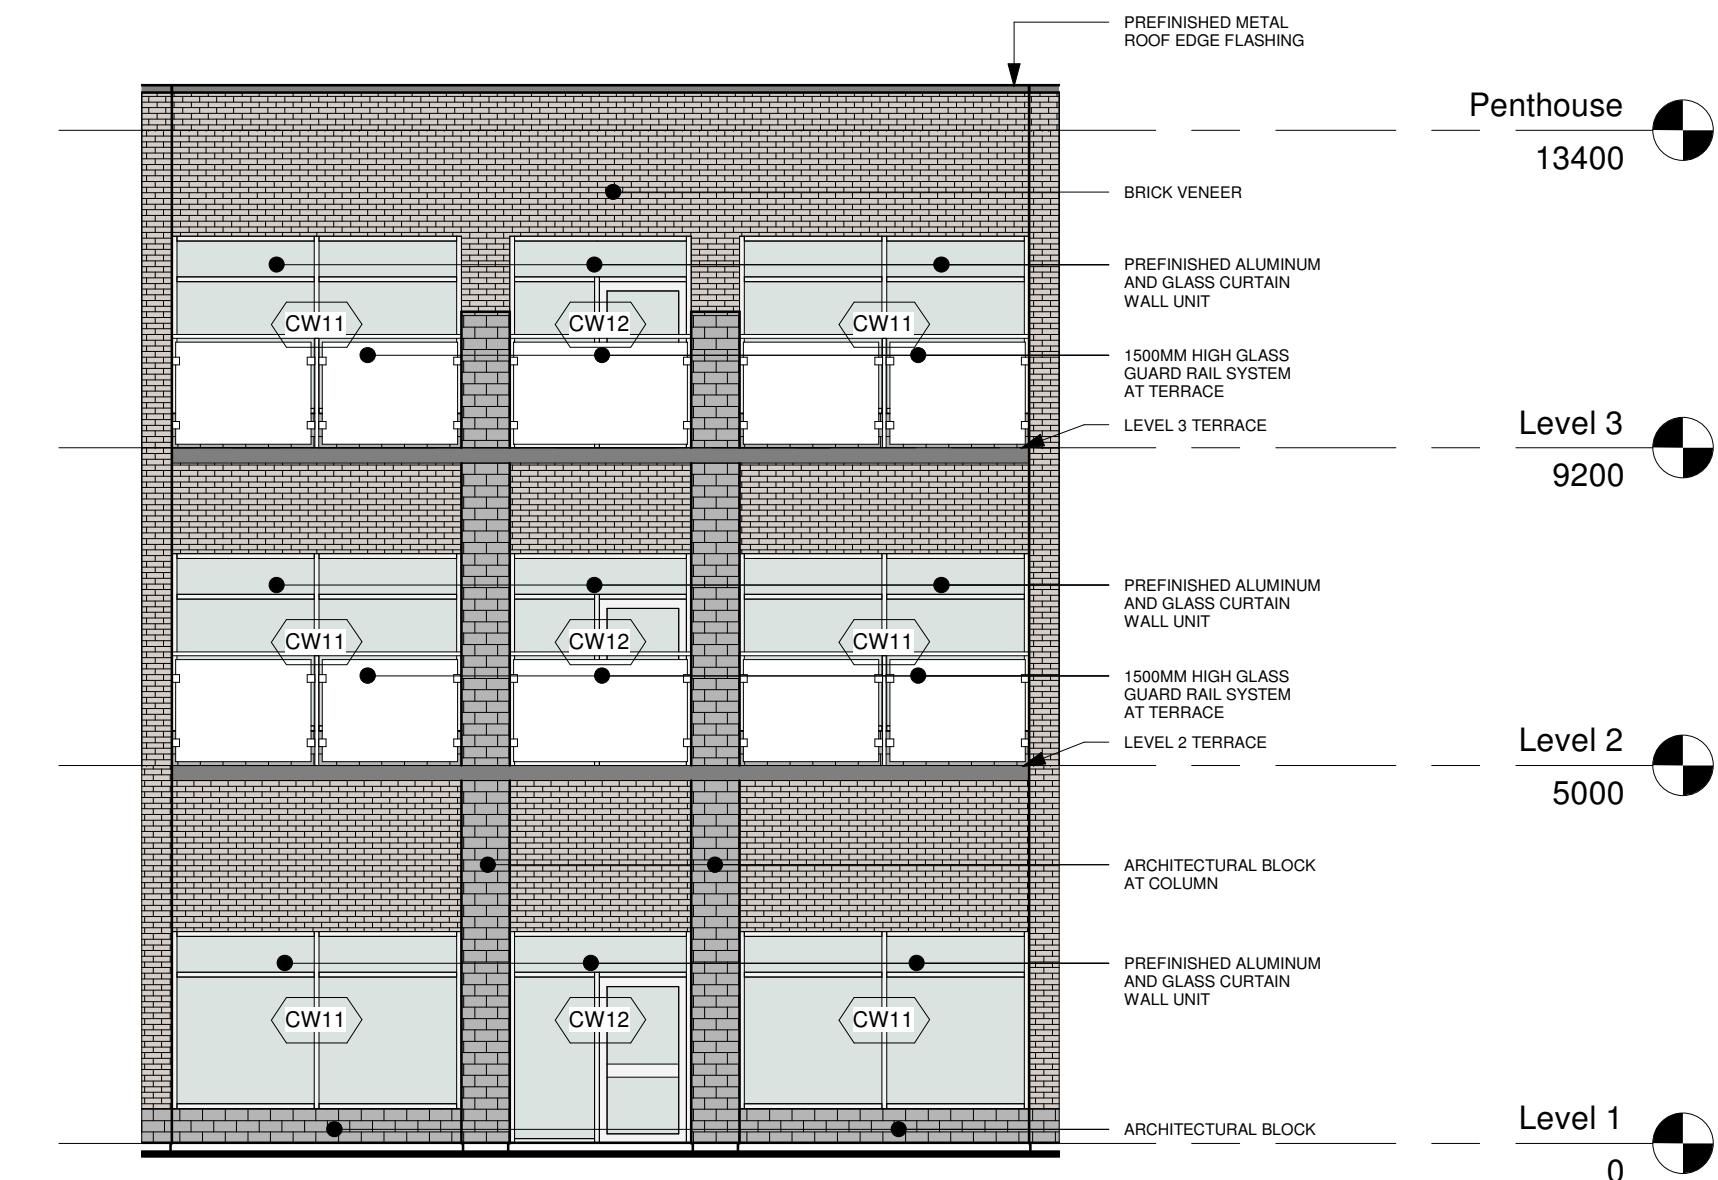 PREFINISHED METAL
ROOF EDGE FLASHING
Penthouse
13400
BRICK VENEER
PREFINISHED ALUMINUM
AND GLASS CURTAIN
WALL UNIT
CW11
CW12
CW11
1500MM HIGH GLASS
GUARD RAIL SYSTEM
AT TERRACE
LEVEL 3 TERRACE
Level 3
9200
PREFINISHED ALUMINUM
AND GLASS CURTAIN
WALL UNIT
CW11
CW12
CW11
1500MM HIGH GLASS
GUARD RAIL SYSTEM
AT TERRACE
LEVEL 2 TERRACE
Level 2
5000
ARCHITECTURAL BLOCK
AT COLUMN
PREFINISHED ALUMINUM
AND GLASS CURTAIN
WALL UNIT
CW11
CW12
CW11
ARCHITECTURAL BLOCK
Level 1
0